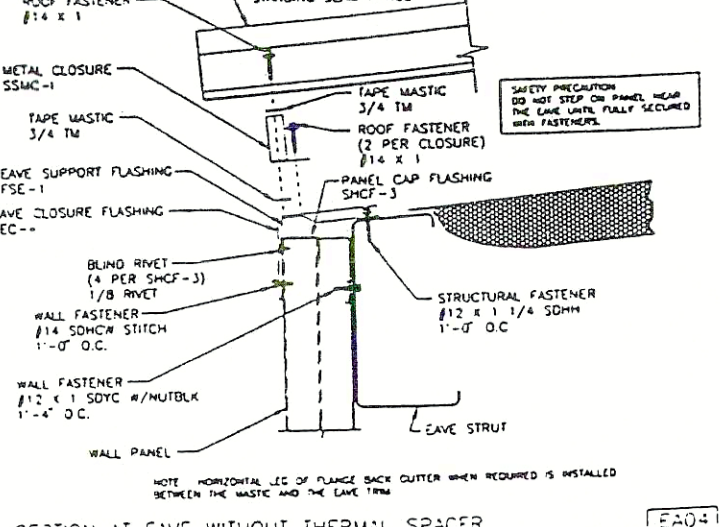 ROOF FASTENER
#14 X 1
METAL CLOSURE
SSMC-1
TAPE MASTIC
3/4 TM
TAPE MASTIC
3/4 TM
ROOF FASTENER
(2 PER CLOSURE)
#14 X 1
SAFETY PRECAUTION
DO NOT STEP ON PANEL NEAR
THE EAVE UNTIL FULLY SECURED
WITH FASTENERS.
EAVE SUPPORT FLASHING
FSE-1
PANEL CAP FLASHING
SHCF-3
AVE CLOSURE FLASHING
BLIND RIVET
(4 PER SHCF-3)
1/8 RIVET
WALL FASTENER
#14 SDHCW STITCH
1'-0" O.C.
STRUCTURAL FASTENER
#12 X 1 1/4 SDHH
1'-0" O.C
WALL FASTENER
#12 X 1 SDYC W/NUTBLK
1'-4" O.C.
EAVE STRUT
WALL PANEL
NOTE HORIZONTAL LEG OF FLANGE BACK GUTTER WHEN REQUIRED IS INSTALLED
BETWEEN THE MASTIC AND THE EAVE TRIM
SECTION AT EAVE WITHOUT THERMAL SPACER
EA04